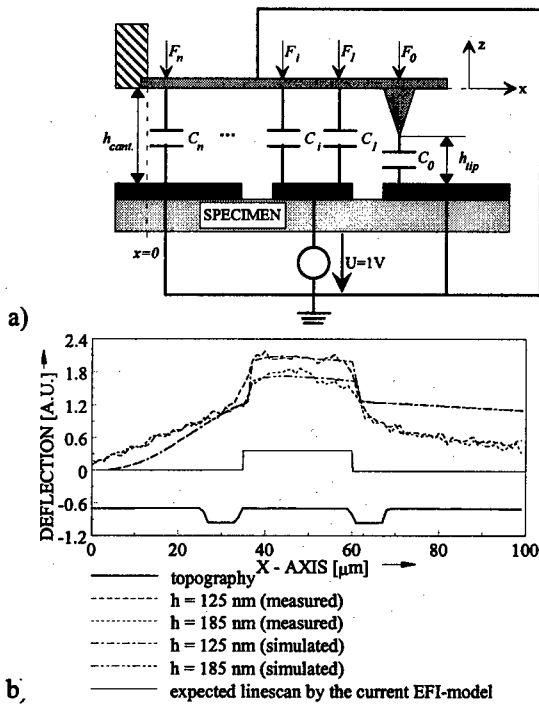 a)
F_n F_i F_1 F_0
z
x
h_cant.
C_n ... C_i C_1 C_0 h_tip
SPECIMEN
x=0
U=1V
b)
DEFLECTION [A.U.]
2.4
1.8
1.2
0.6
0
-0.6
-1.2
0 20 40 60 80 100
X - AXIS [μm]
topography
h = 125 nm (measured)
h = 185 nm (measured)
h = 125 nm (simulated)
h = 185 nm (simulated)
expected linescan by the current EFI-model